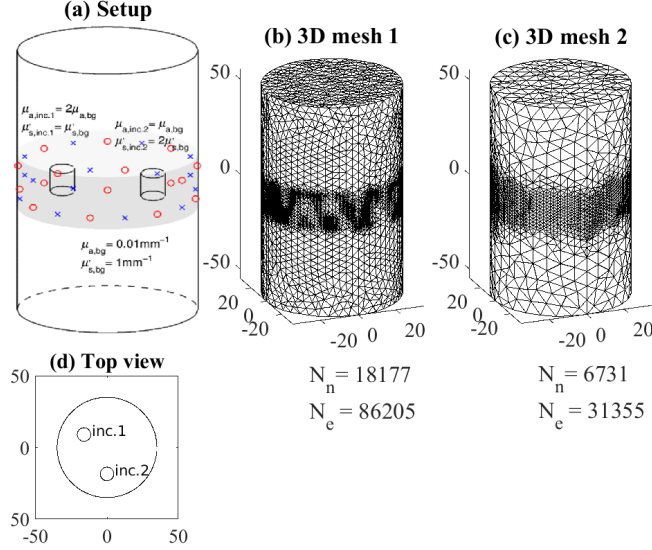 (a) Setup
μa,inc.1 = 2μa,bg
μ's,inc.1 = μ's,bg
μa,inc.2 = μa,bg
μ's,inc.2 = 2μ's,bg
μa,bg = 0.01mm⁻¹
μ's,bg = 1mm⁻¹
(b) 3D mesh 1
50
0
-50
20
0
-20
-20
0
20
Nn = 18177
Ne = 86205
(c) 3D mesh 2
50
0
-50
20
0
-20
-20
0
20
Nn = 6731
Ne = 31355
(d) Top view
50
0
50
-50
0
50
inc.1
inc.2